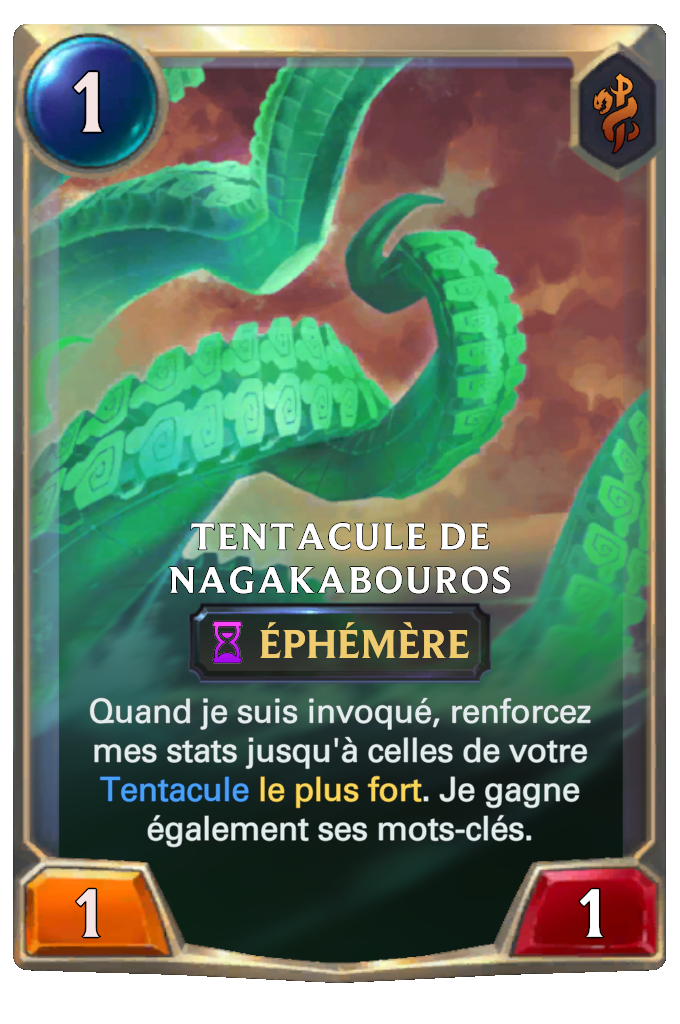 1
TENTACULE DE
NAGAKABOUROS
ÉPHÉMÈRE
Quand je suis invoqué, renforcez
mes stats jusqu'à celles de votre
Tentacule le plus fort. Je gagne
également ses mots-clés.
1 1